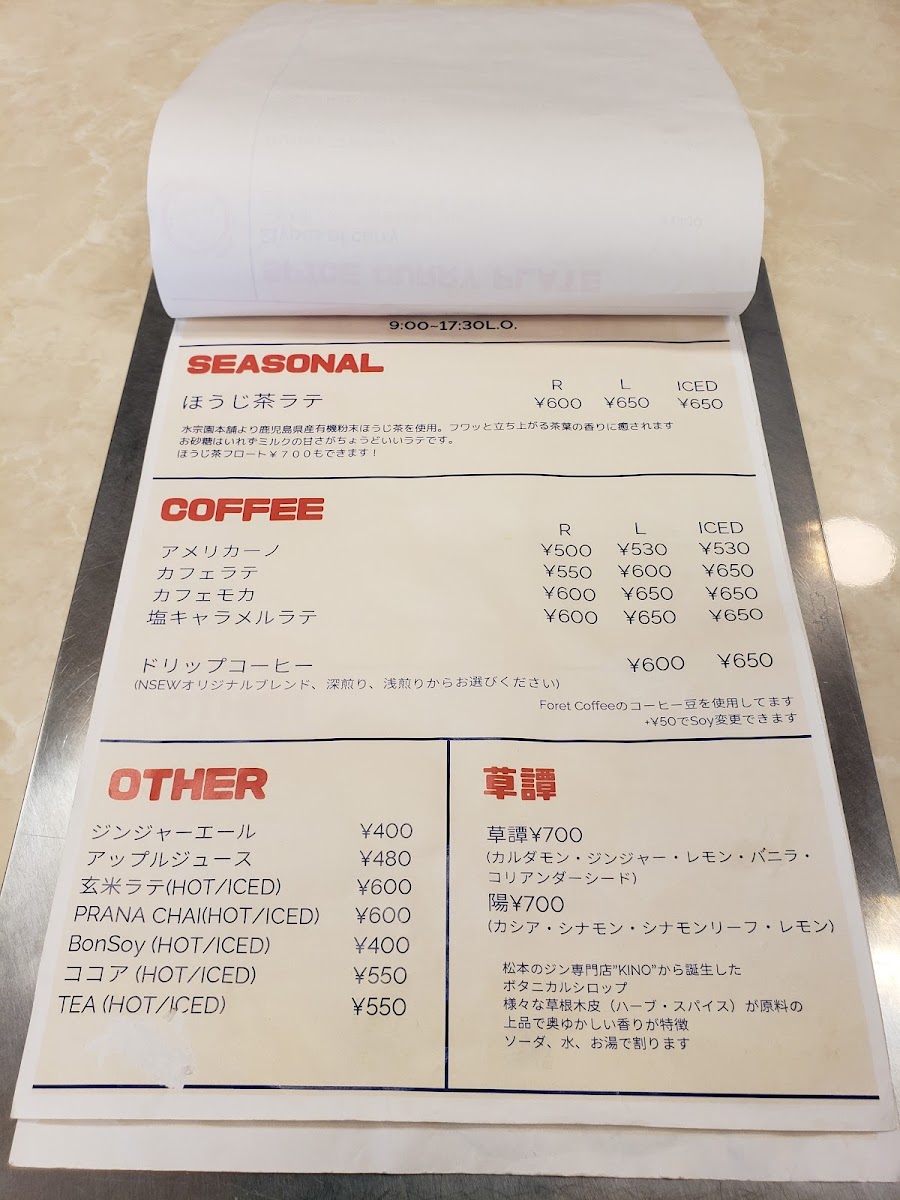 9:00~17:30L.O.
SEASONAL
R L ICED
ほうじ茶ラテ ¥600 ¥650 ¥650
水宗園本舗より鹿児島県産有機粉末ほうじ茶を使用。フワッと立ち上がる茶葉の香りに癒されます
お砂糖はいれずミルクの甘さがちょうどいいラテです。
ほうじ茶フロート￥７００もできます！
COFFEE
R L ICED
アメリカーノ ¥500 ¥530 ¥530
カフェラテ ¥550 ¥600 ¥650
カフェモカ ¥600 ¥650 ¥650
塩キャラメルラテ ¥600 ¥650 ¥650
ドリップコーヒー ¥600 ¥650
(NSEWオリジナルブレンド、深煎り、浅煎りからお選びください)
Foret Coffeeのコーヒー豆を使用してます
+¥50でSoy変更できます
OTHER
ジンジャーエール ¥400
アップルジュース ¥480
玄米ラテ(HOT/ICED) ¥600
PRANA CHAI(HOT/ICED) ¥600
BonSoy (HOT/ICED) ¥400
ココア (HOT/ICED) ¥550
TEA (HOT/ICED) ¥550
草譚
草譚¥700
(カルダモン・ジンジャー・レモン・バニラ・
コリアンダーシード)
陽¥700
(カシア・シナモン・シナモンリーフ・レモン)
松本のジン専門店"KINO"から誕生した
ボタニカルシロップ
様々な草根木皮（ハーブ・スパイス）が原料の
上品で奥ゆかしい香りが特徴
ソーダ、水、お湯で割ります